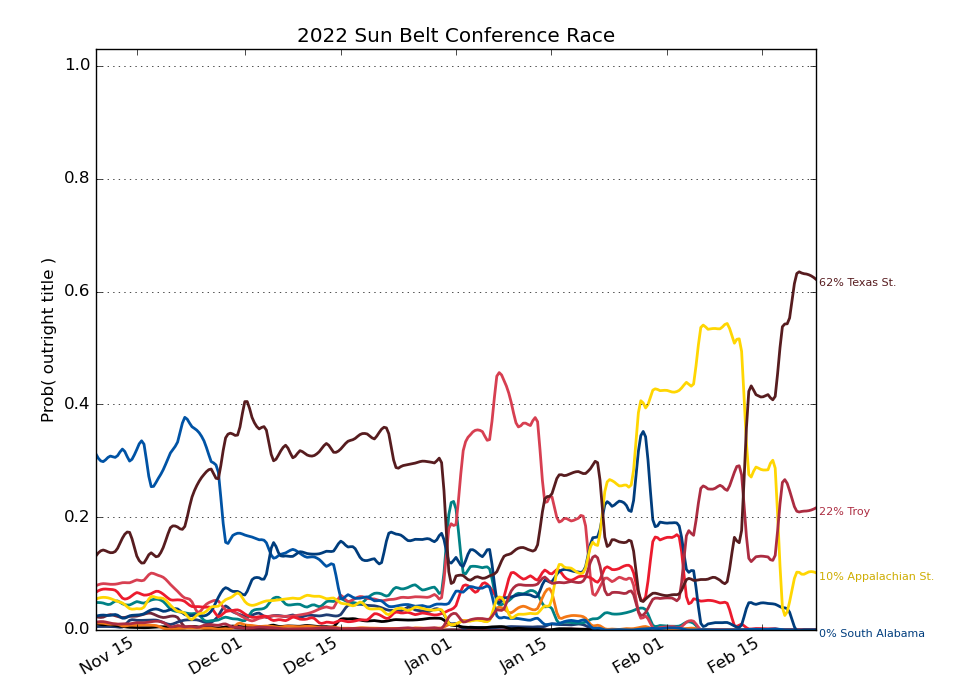 2022 Sun Belt Conference Race
Prob( outright title )
1.0
0.8
0.6
0.4
0.2
0.0
62% Texas St.
22% Troy
10% Appalachian St.
0% South Alabama
Nov 15
Dec 01
Dec 15
Jan 01
Jan 15
Feb 01
Feb 15